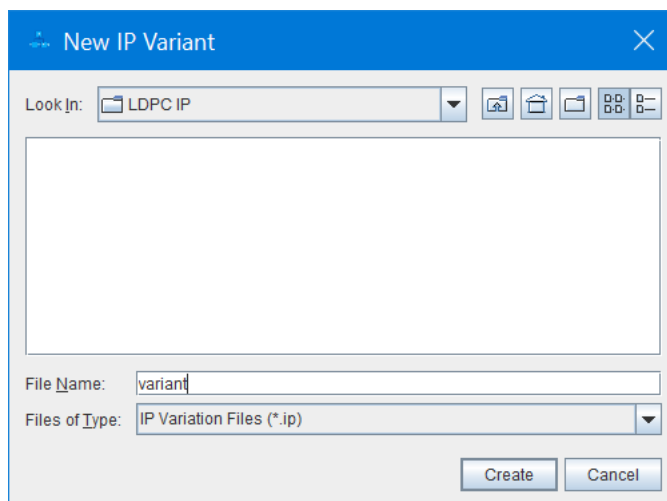 New IP Variant
Look In: LDPC IP
File Name: variant
Files of Type: IP Variation Files (*.ip)
Create Cancel